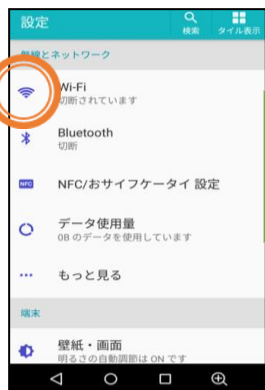 設定
検索
タイル表示
無線とネットワーク
Wi-Fi
切断されています
Bluetooth
切断
NFC
NFC/おサイフケータイ 設定
データ使用量
0B のデータを使用しています
もっと見る
端末
壁紙・画面
明るさの自動調節は ON です